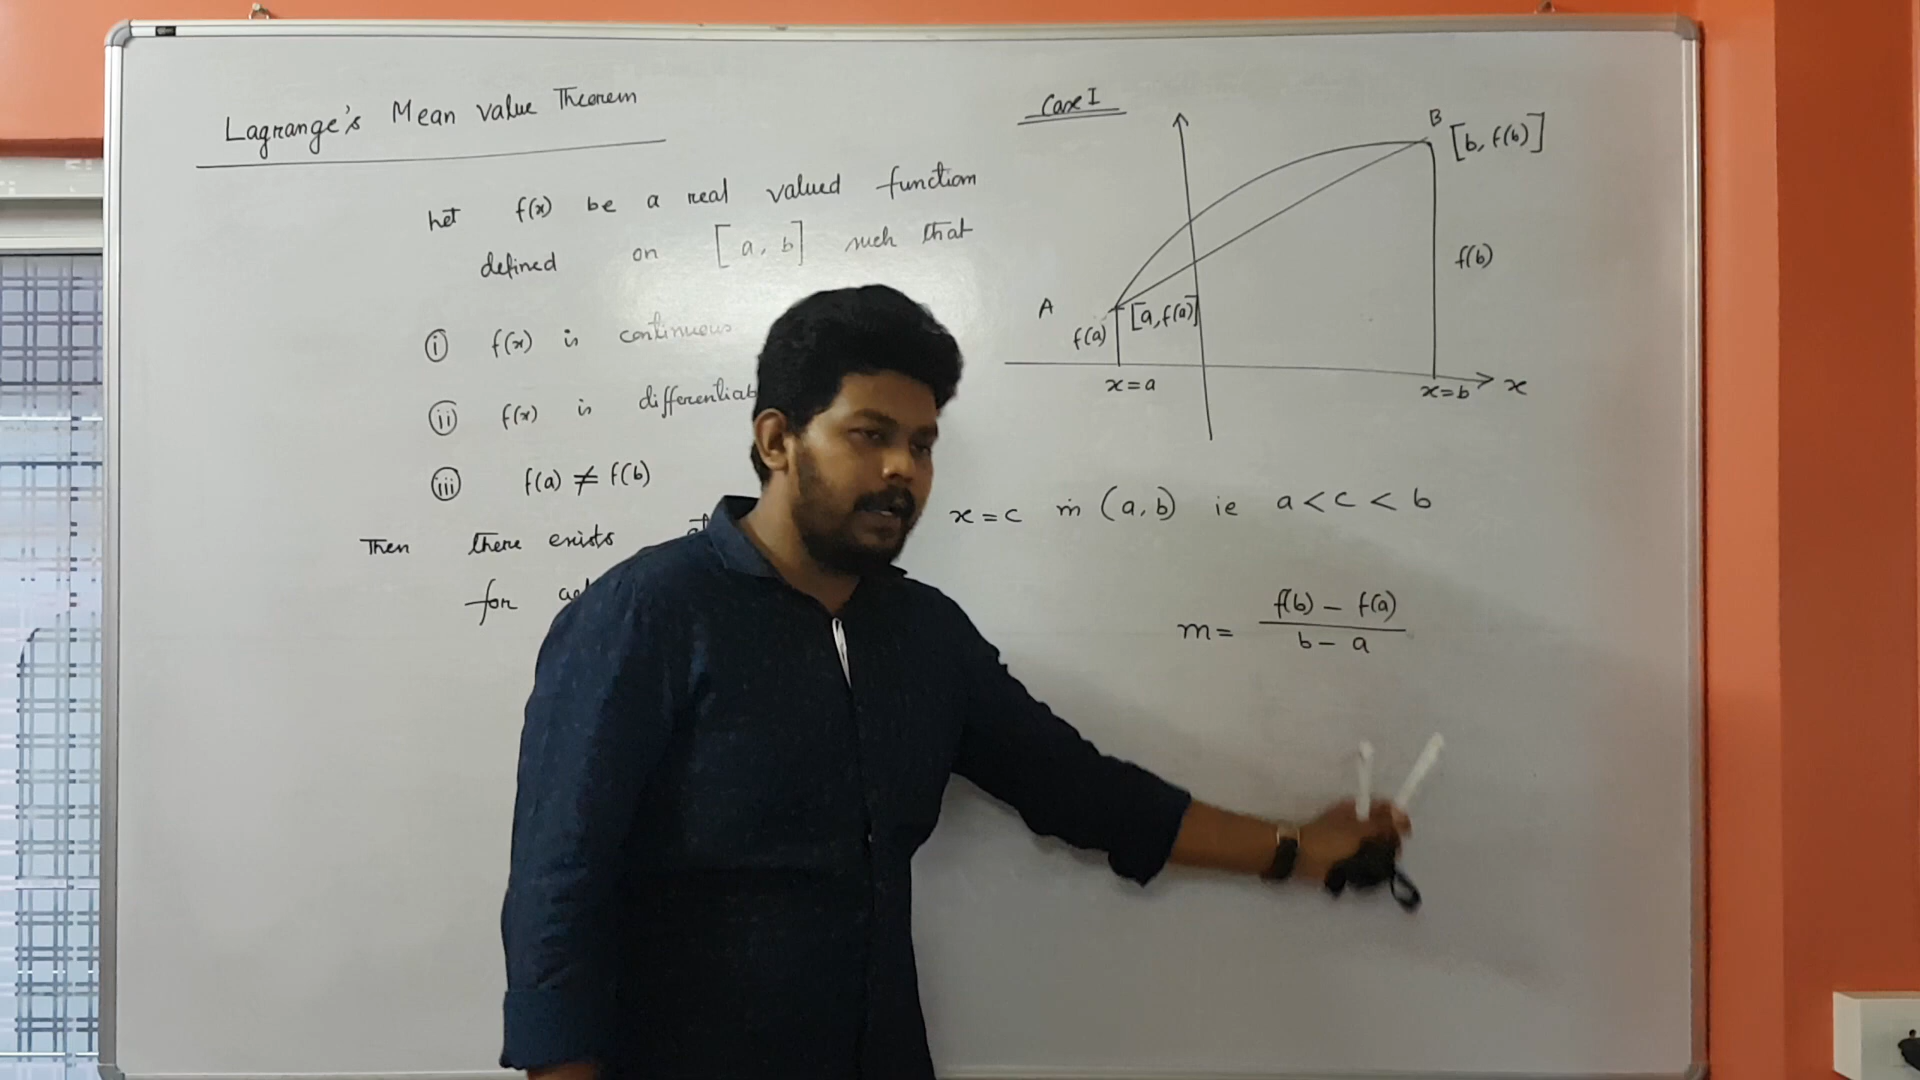 Lagrange's Mean value Theorem
Let f(x) be a real valued function
defined on [a, b] such that
(i) f(x) is continuous
(ii) f(x) is
(iii) f(a) ≠ f(b)
Then there exists x=c in (a, b) ie a < c < b
for
Case I
B [b, f(b)]
f(b)
A
f(a) [a, f(a)]
x=a
x=b x
m = f(b) - f(a) / b - a